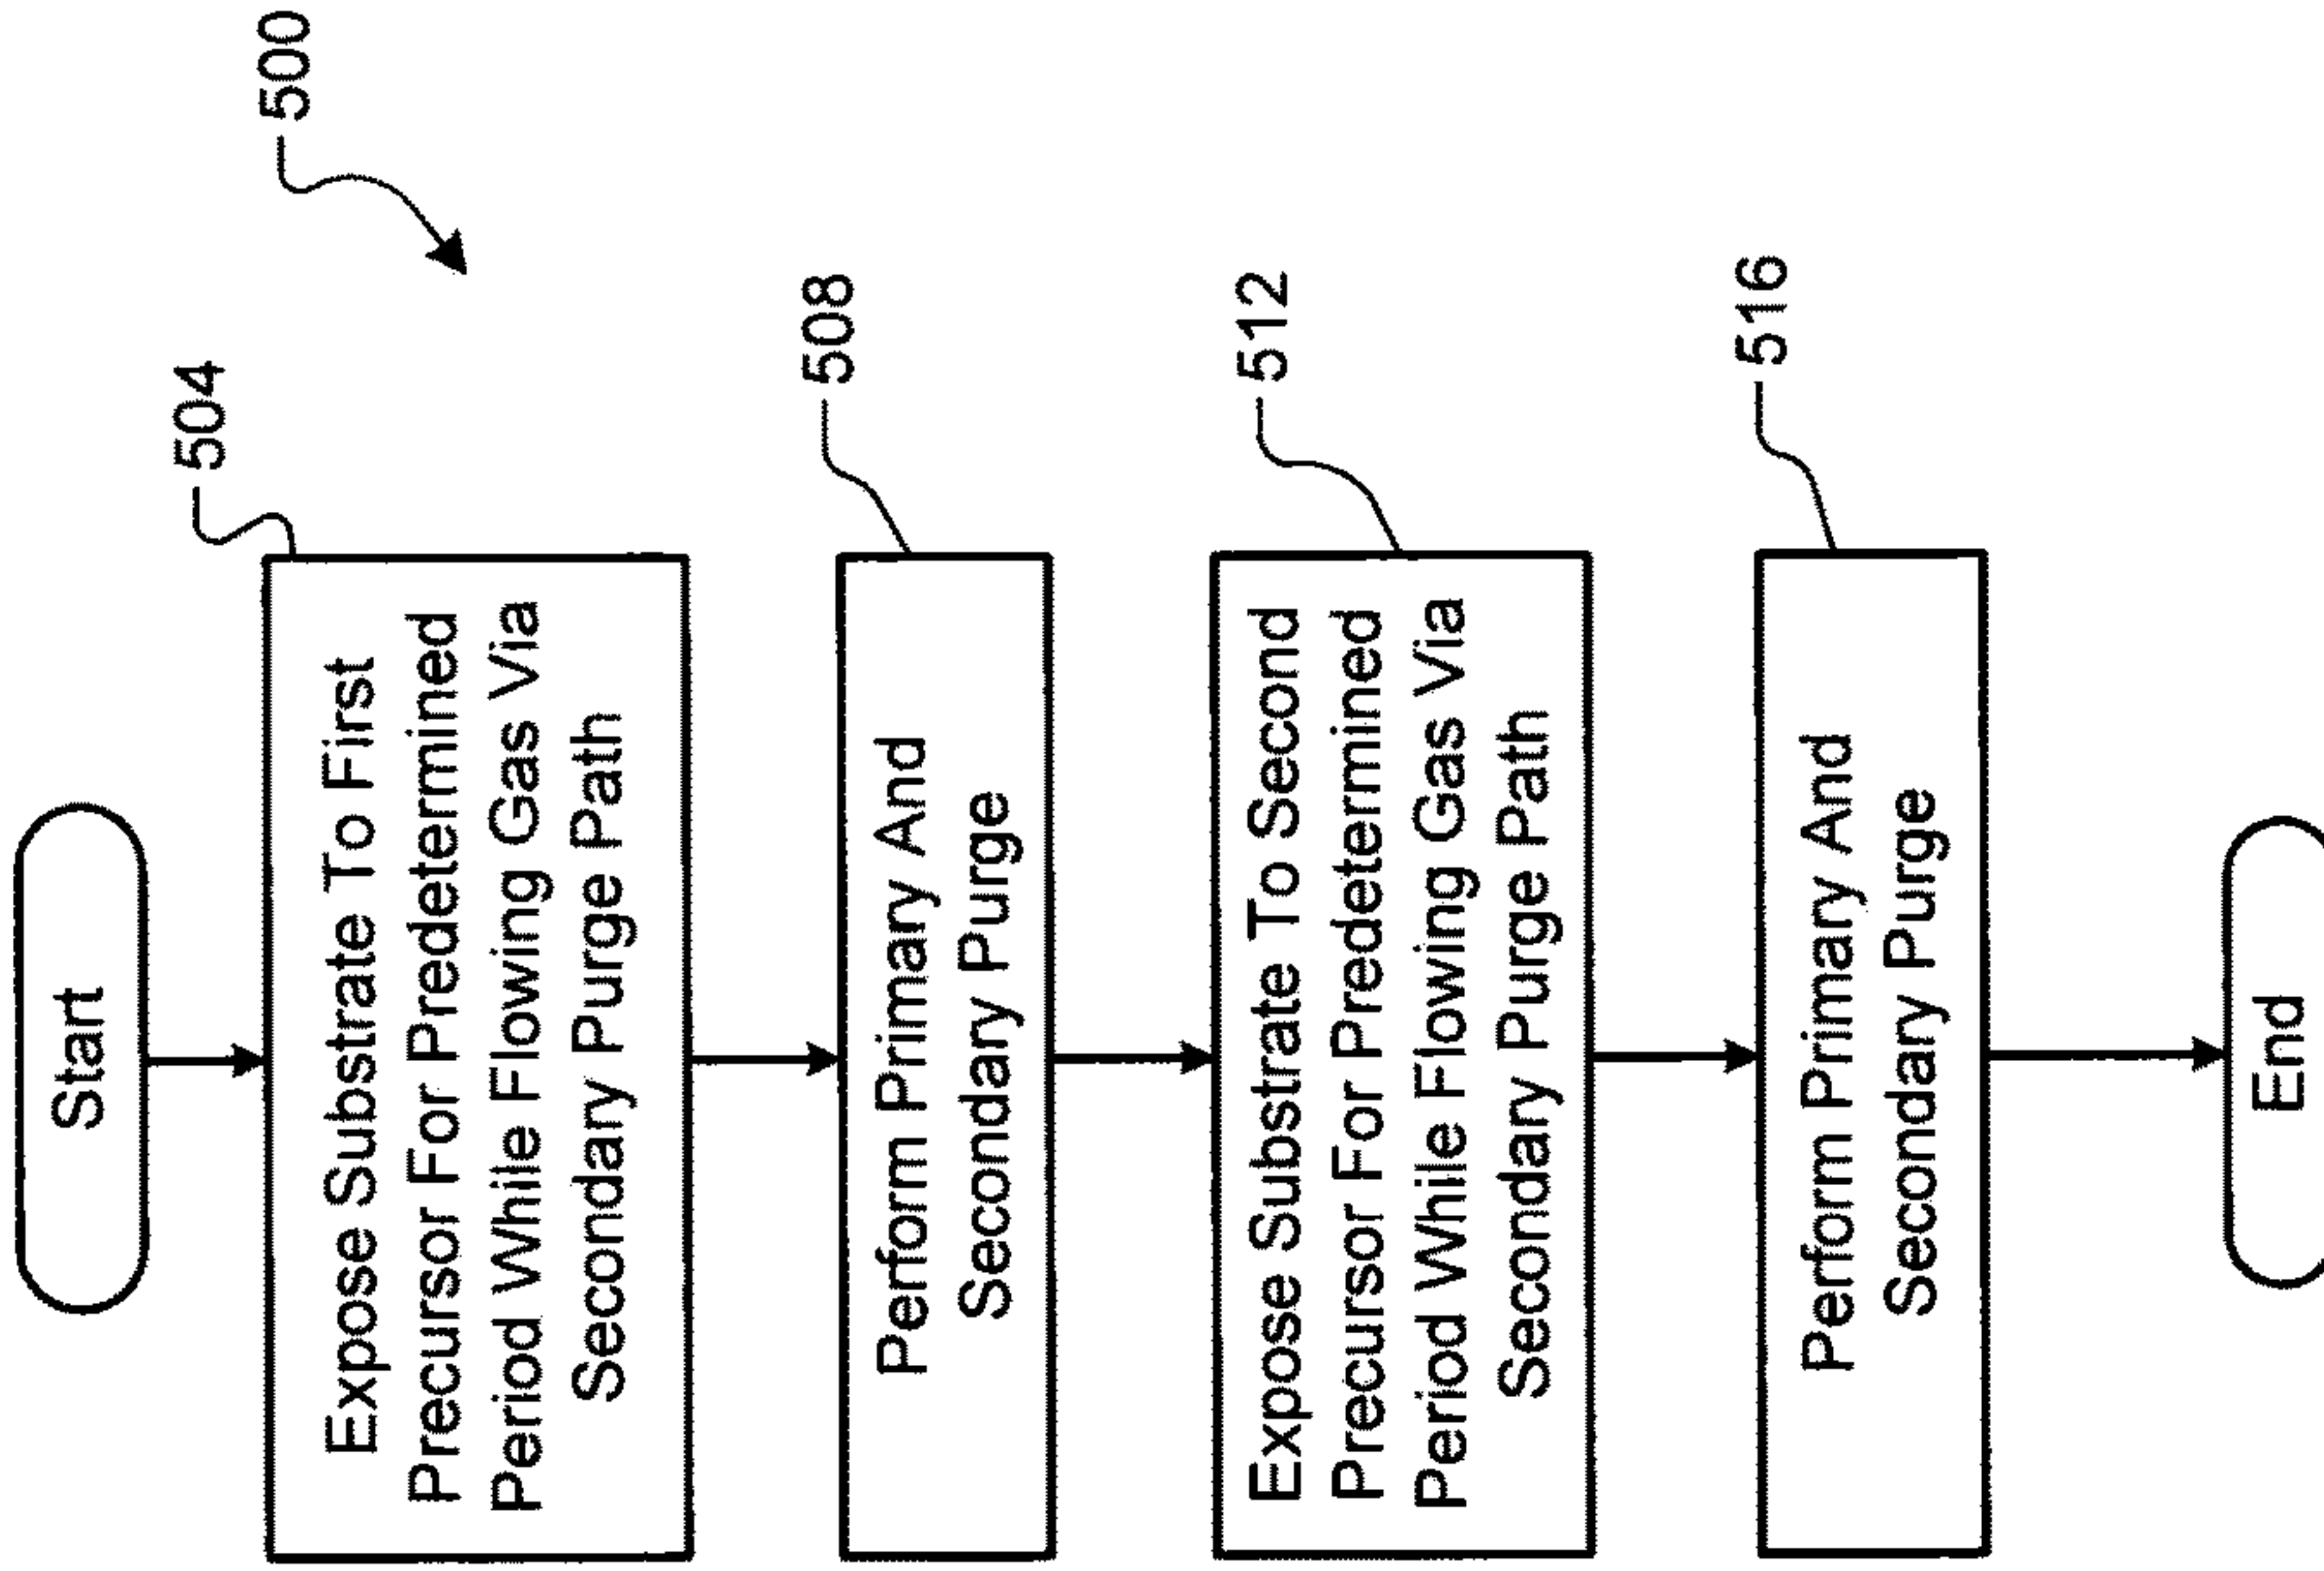 500
Start
504
Expose Substrate To First
Precursor For Predetermined
Period While Flowing Gas Via
Secondary Purge Path
508
Perform Primary And
Secondary Purge
512
Expose Substrate To Second
Precursor For Predetermined
Period While Flowing Gas Via
Secondary Purge Path
516
Perform Primary And
Secondary Purge
End